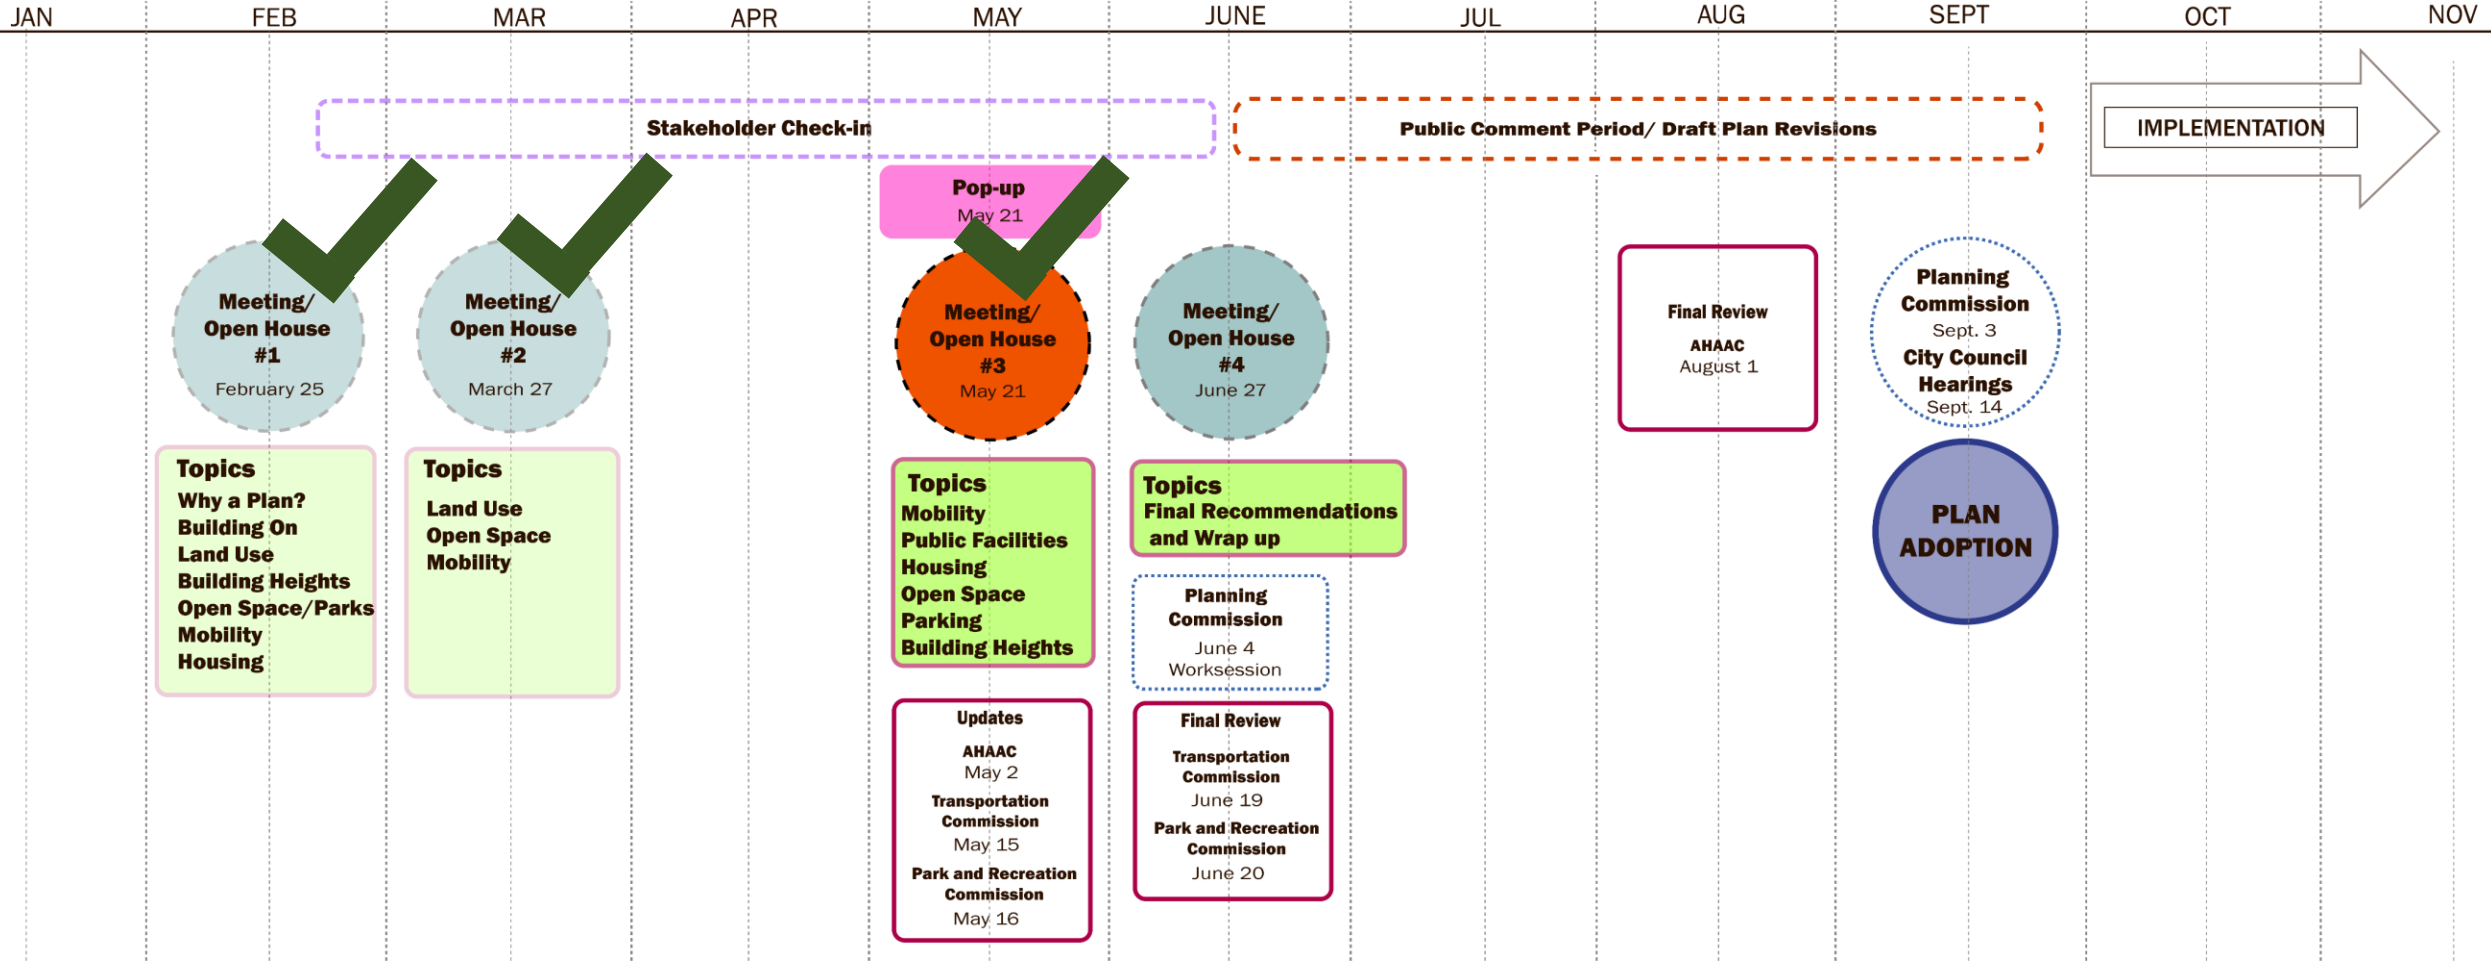 JAN FEB MAR APR MAY JUNE JUL AUG SEPT OCT NOV
Stakeholder Check-in
Public Comment Period/ Draft Plan Revisions
IMPLEMENTATION
Pop-up
May 21
Meeting/
Open House
#1
February 25
Topics
Why a Plan?
Building On
Land Use
Building Heights
Open Space/Parks
Mobility
Housing
Meeting/
Open House
#2
March 27
Topics
Land Use
Open Space
Mobility
Meeting/
Open House
#3
May 21
Topics
Mobility
Public Facilities
Housing
Open Space
Parking
Building Heights
Updates
AHAAC
May 2
Transportation
Commission
May 15
Park and Recreation
Commission
May 16
Meeting/
Open House
#4
June 27
Topics
Final Recommendations
and Wrap up
Planning
Commission
June 4
Worksession
Final Review
Transportation
Commission
June 19
Park and Recreation
Commission
June 20
Final Review
AHAAC
August 1
Planning
Commission
Sept. 3
City Council
Hearings
Sept. 14
PLAN
ADOPTION